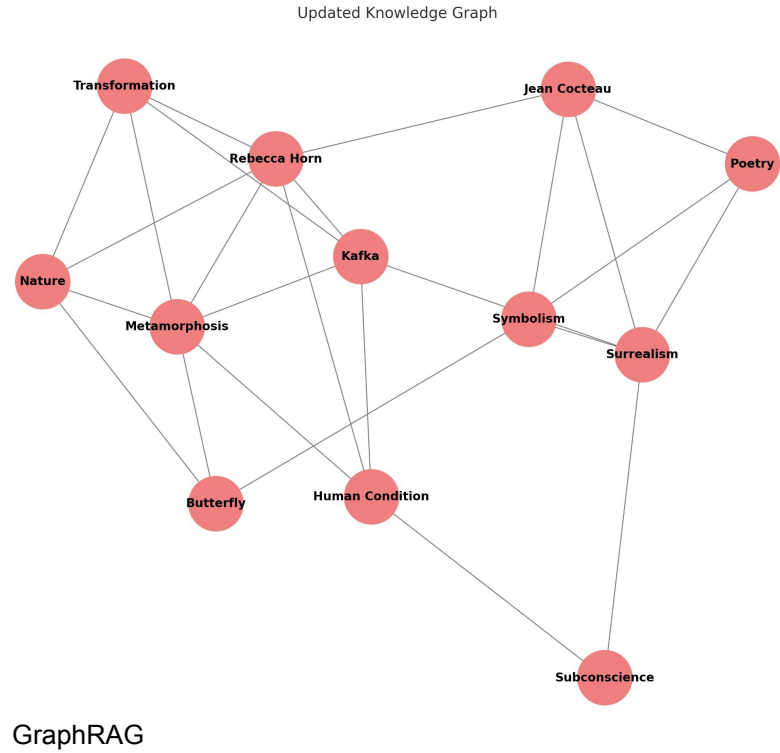 Updated Knowledge Graph
Transformation
Jean Cocteau
Rebecca Horn
Poetry
Kafka
Nature
Metamorphosis
Symbolism
Surrealism
Butterfly
Human Condition
Subconscience
GraphRAG